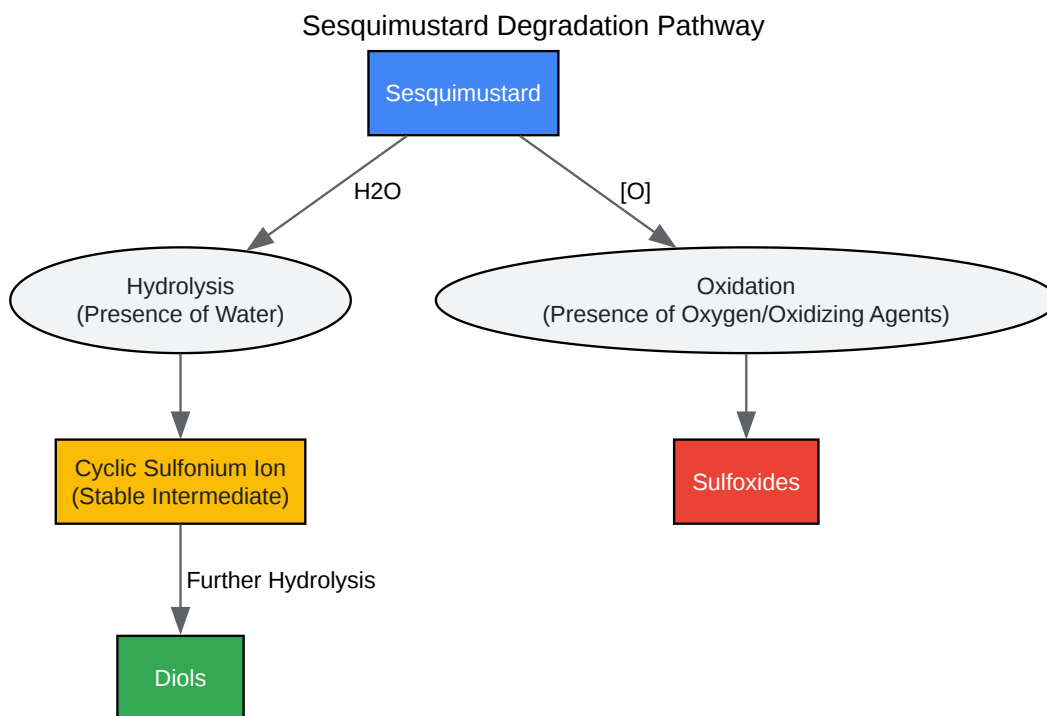 Sesquimustard Degradation Pathway
Sesquimustard
H2O
[O]
Hydrolysis
(Presence of Water)
Oxidation
(Presence of Oxygen/Oxidizing Agents)
Cyclic Sulfonium Ion
(Stable Intermediate)
Sulfoxides
Further Hydrolysis
Diols